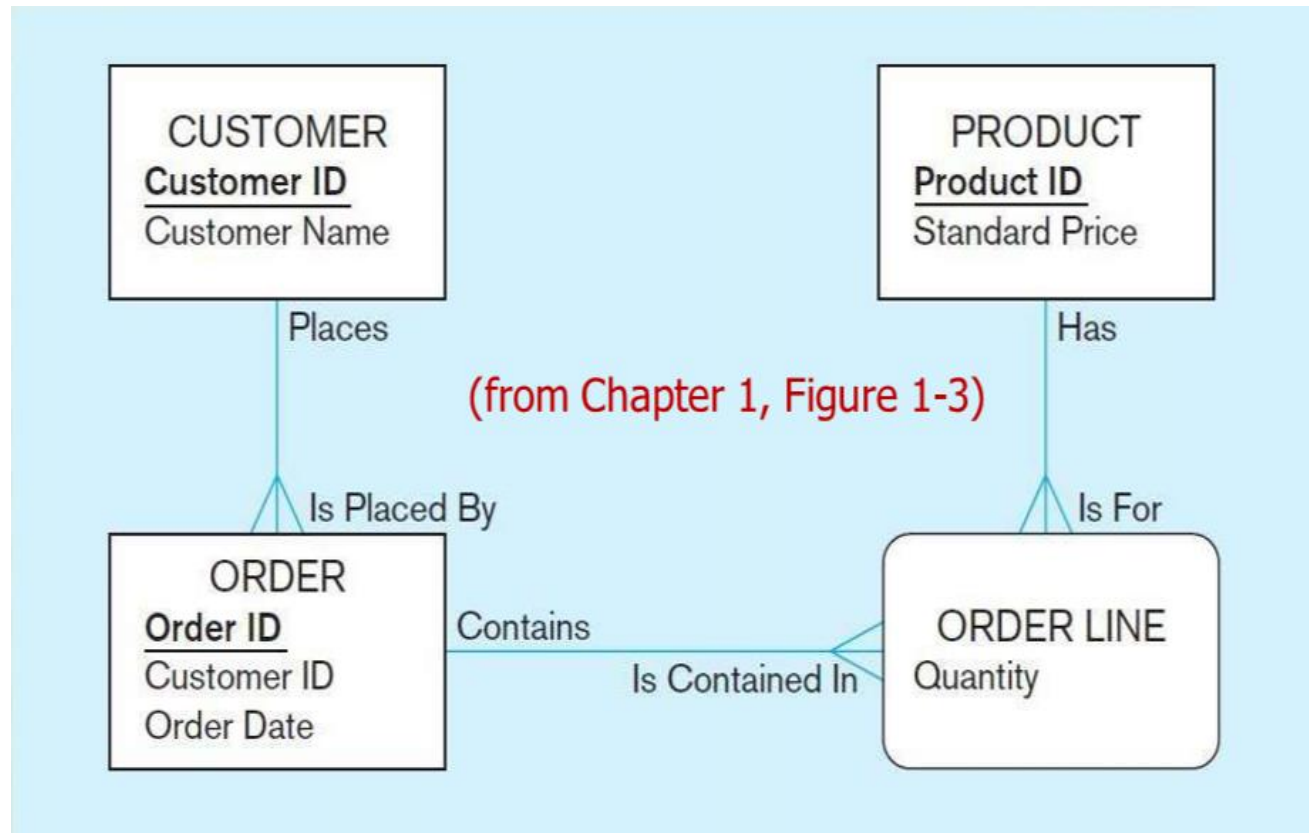 CUSTOMER
Customer ID
Customer Name
PRODUCT
Product ID
Standard Price
Places
Has
(from Chapter 1, Figure 1-3)
Is Placed By
Is For
ORDER
Order ID
Customer ID
Order Date
Contains
Is Contained In
ORDER LINE
Quantity